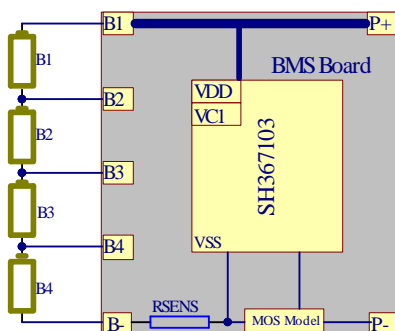 B1
P+
B1
BMS Board
VDD
B2
VC1
B2
SH367103
B3
B3
B4
VSS
B4
RSENS
B-
MOS Model
P-